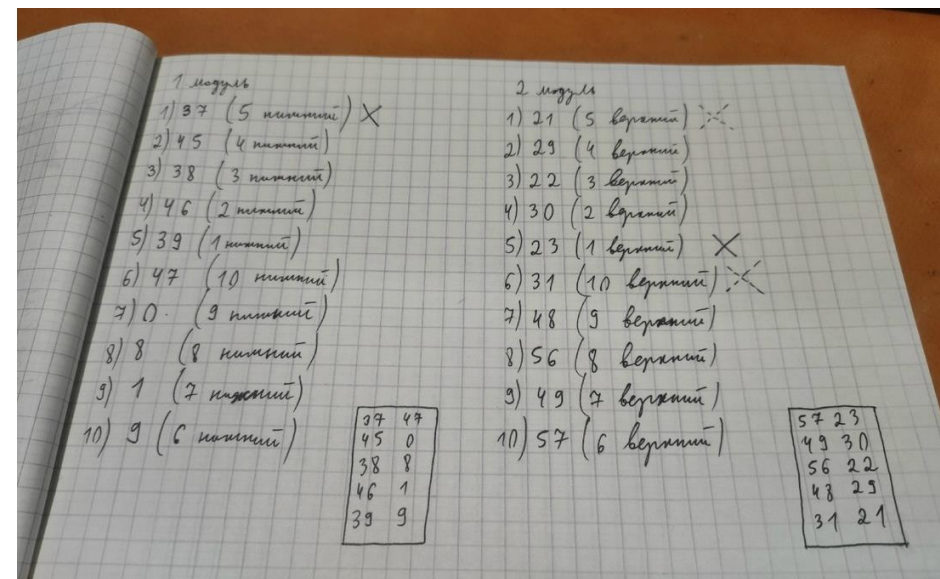 1 модуль
1) 37 (5 нижний) X
2) 45 (4 нижний)
3) 38 (3 нижний)
4) 46 (2 нижний)
5) 39 (1 нижний)
6) 47 (10 нижний)
7) 0. (9 нижний)
8) 8 (8 нижний)
9) 1 (7 нижний)
10) 9 (6 нижний)
37 47
45 0
38 8
46 1
39 9
2 модуль
1) 21 (5 верхний) X
2) 29 (4 верхний)
3) 22 (3 верхний)
4) 30 (2 верхний)
5) 23 (1 верхний) X
6) 31 (10 верхний) X
7) 48 (9 верхний)
8) 56 (8 верхний)
9) 49 (7 верхний)
10) 57 (6 верхний)
57 23
49 30
56 22
48 29
31 21